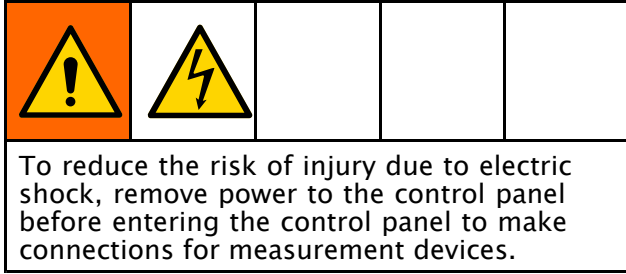 To reduce the risk of injury due to electric
shock, remove power to the control panel
before entering the control panel to make
connections for measurement devices.